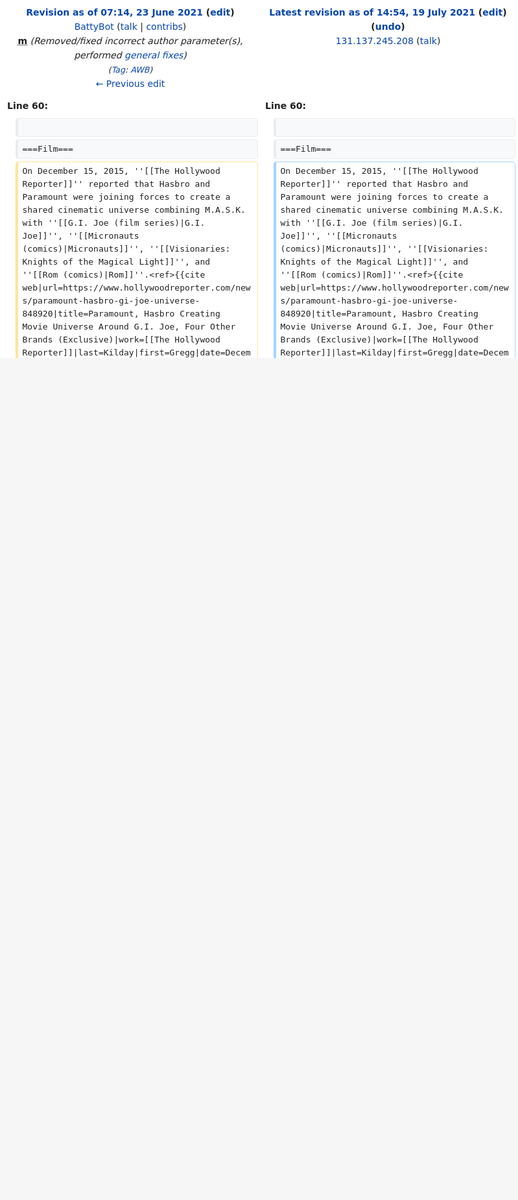 Revision as of 07:14, 23 June 2021 (edit)
BattyBot (talk | contribs)
m (Removed/fixed incorrect author parameter(s),
performed general fixes)
(Tag: AWB)
← Previous edit
Latest revision as of 14:54, 19 July 2021 (edit)
(undo)
131.137.245.208 (talk)
Line 60:
Line 60:
===Film===
===Film===
On December 15, 2015, ''[[The Hollywood
Reporter]]'' reported that Hasbro and
Paramount were joining forces to create a
shared cinematic universe combining M.A.S.K.
with ''[[G.I. Joe (film series)|G.I.
Joe]]'', ''[[Micronauts
(comics)|Micronauts]]'', ''[[Visionaries:
Knights of the Magical Light]]'', and
''[[Rom (comics)|Rom]]''.<ref>{{cite
web|url=https://www.hollywoodreporter.com/new
s/paramount-hasbro-gi-joe-universe-
848920|title=Paramount, Hasbro Creating
Movie Universe Around G.I. Joe, Four Other
Brands (Exclusive)|work=[[The Hollywood
Reporter]]|last=Kilday|first=Gregg|date=Decem
On December 15, 2015, ''[[The Hollywood
Reporter]]'' reported that Hasbro and
Paramount were joining forces to create a
shared cinematic universe combining M.A.S.K.
with ''[[G.I. Joe (film series)|G.I.
Joe]]'', ''[[Micronauts
(comics)|Micronauts]]'', ''[[Visionaries:
Knights of the Magical Light]]'', and
''[[Rom (comics)|Rom]]''.<ref>{{cite
web|url=https://www.hollywoodreporter.com/new
s/paramount-hasbro-gi-joe-universe-
848920|title=Paramount, Hasbro Creating
Movie Universe Around G.I. Joe, Four Other
Brands (Exclusive)|work=[[The Hollywood
Reporter]]|last=Kilday|first=Gregg|date=Decem